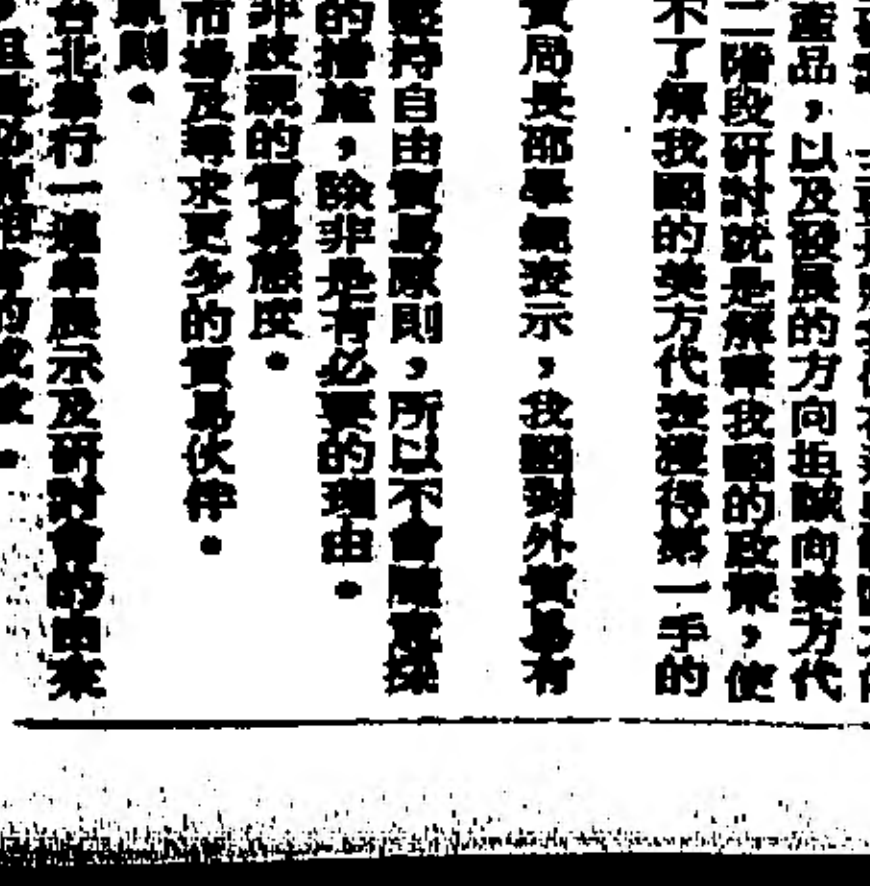 產品，以及發展的方向坦誠向美方代
二階段研討就是解釋我國的政策，使
不了解我國的美方代表獲得第一手的
貿局長邵學錕表示，我國對外貿易有
堅持自由貿易原則，所以不會隨意採
的措施，除非是有必要的理由。
非歧視的貿易態度。
市場及尋求更多的貿易伙伴。
原則。
台北舉行一連串展示及研討會的由來